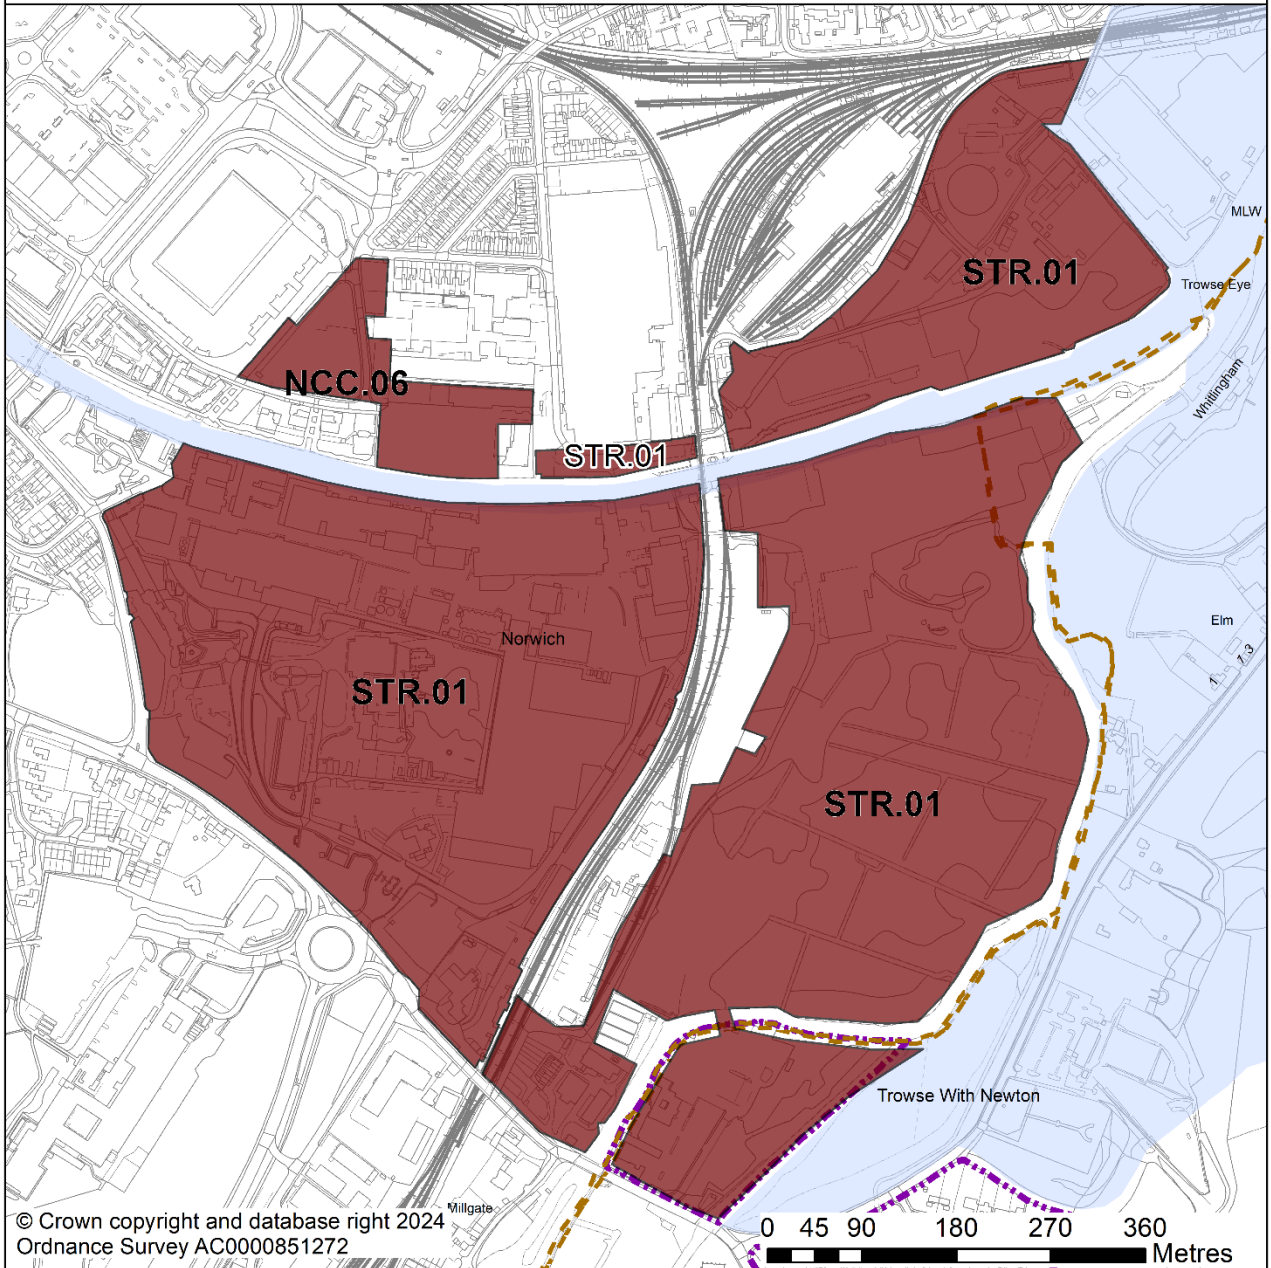 MLW
STR.01
Trowse Eye
NCC.06
Whitlingham
STR.01
Elm
Norwich
1 7 3
STR.01
STR.01
Trowse With Newton
Millgate
© Crown copyright and database right 2024
Ordnance Survey AC0000851272
0 45 90 180 270 360
Metres